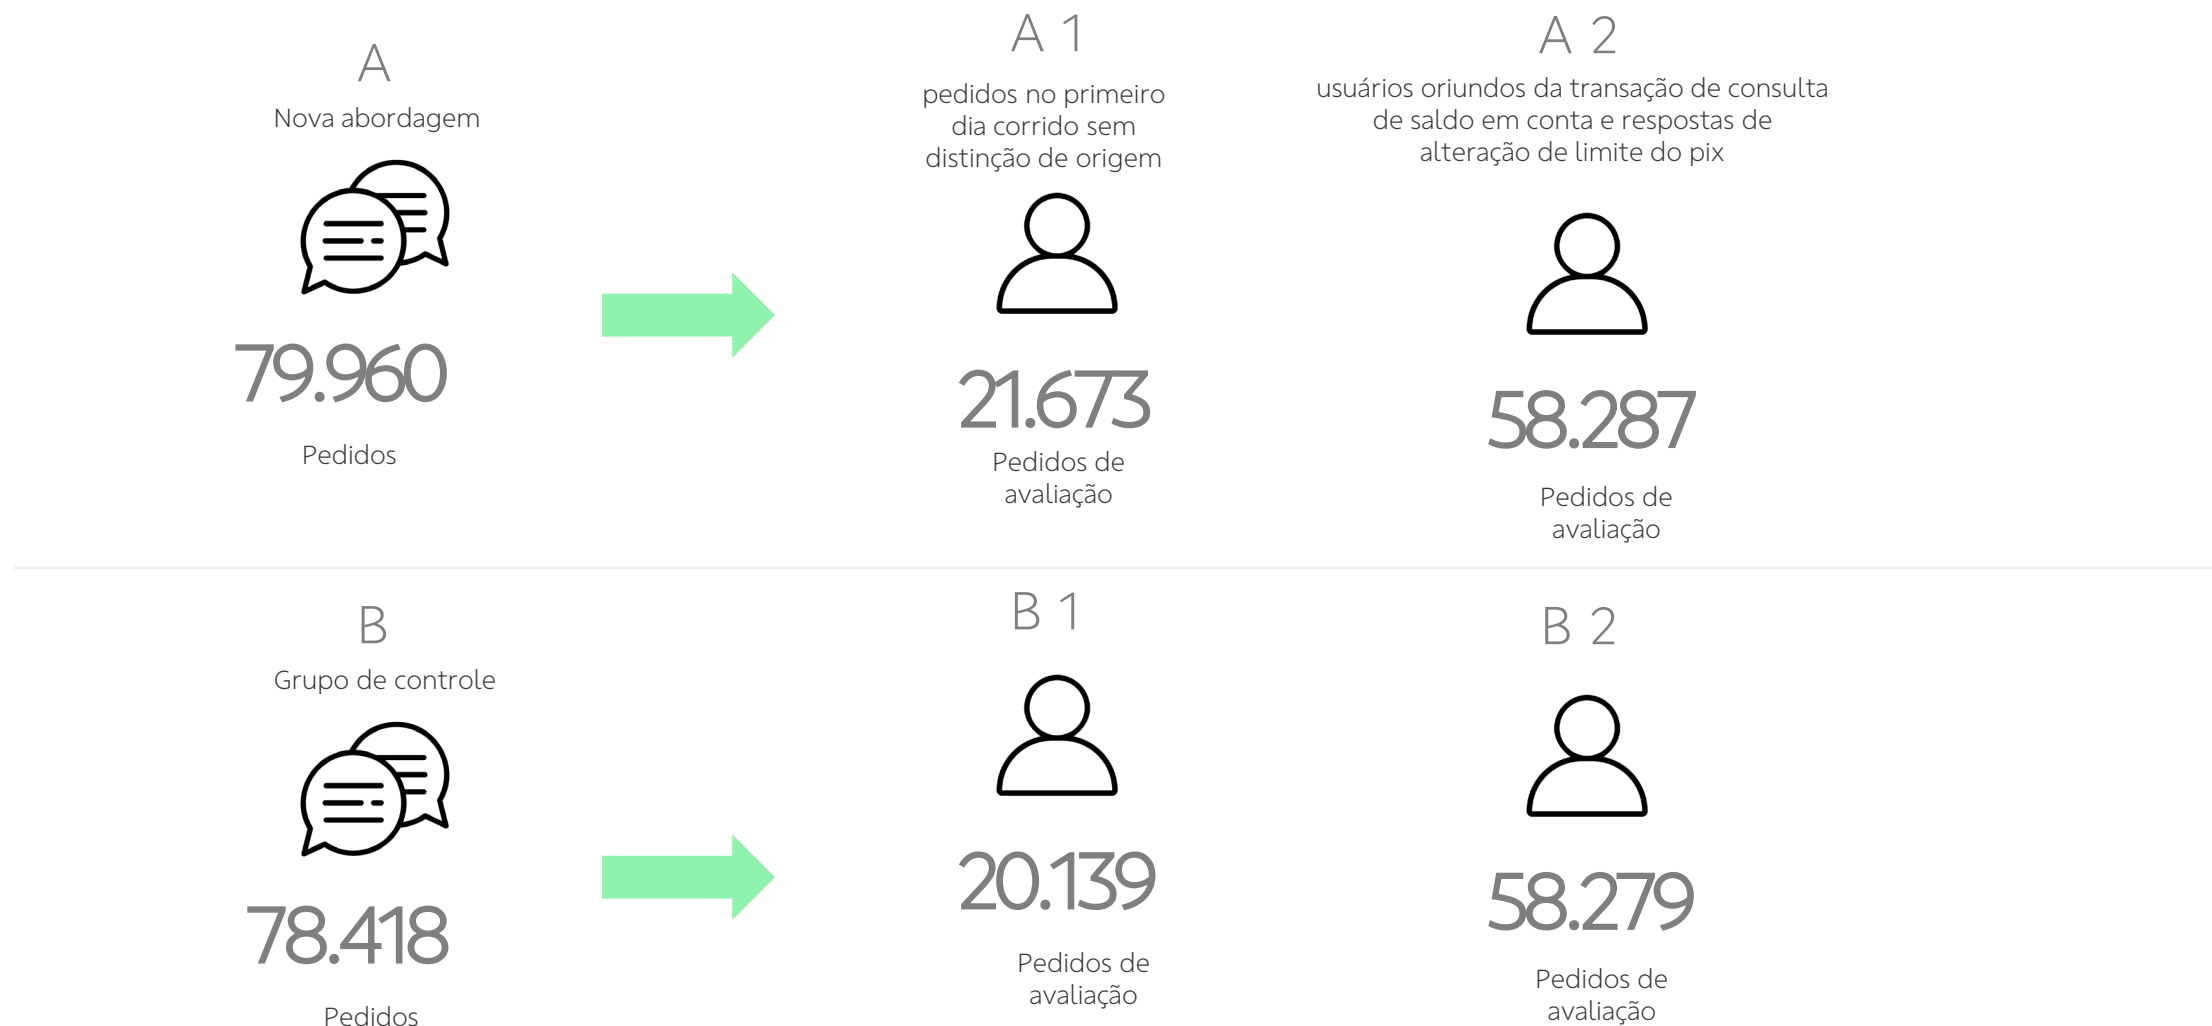 A
Nova abordagem
79.960
Pedidos
A 1
pedidos no primeiro
dia corrido sem
distinção de origem
21.673
Pedidos de
avaliação
A 2
usuários oriundos da transação de consulta
de saldo em conta e respostas de
alteração de limite do pix
58.287
Pedidos de
avaliação
B
Grupo de controle
78.418
Pedidos
B 1
20.139
Pedidos de
avaliação
B 2
58.279
Pedidos de
avaliação